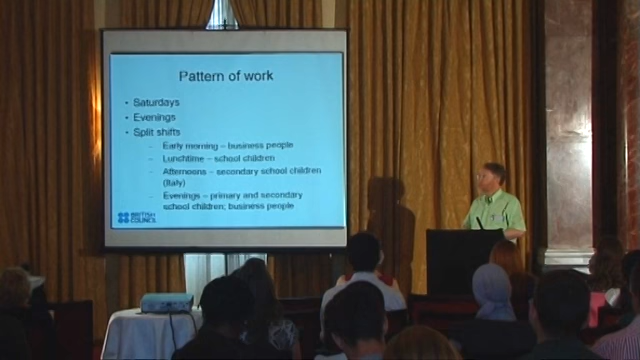 Pattern of work
• Saturdays
• Evenings
• Split shifts
– Early morning – business people
– Lunchtime – school children
– Afternoons – secondary school children
(Italy)
– Evenings – primary and secondary
school children; business people
BRITISH
COUNCIL